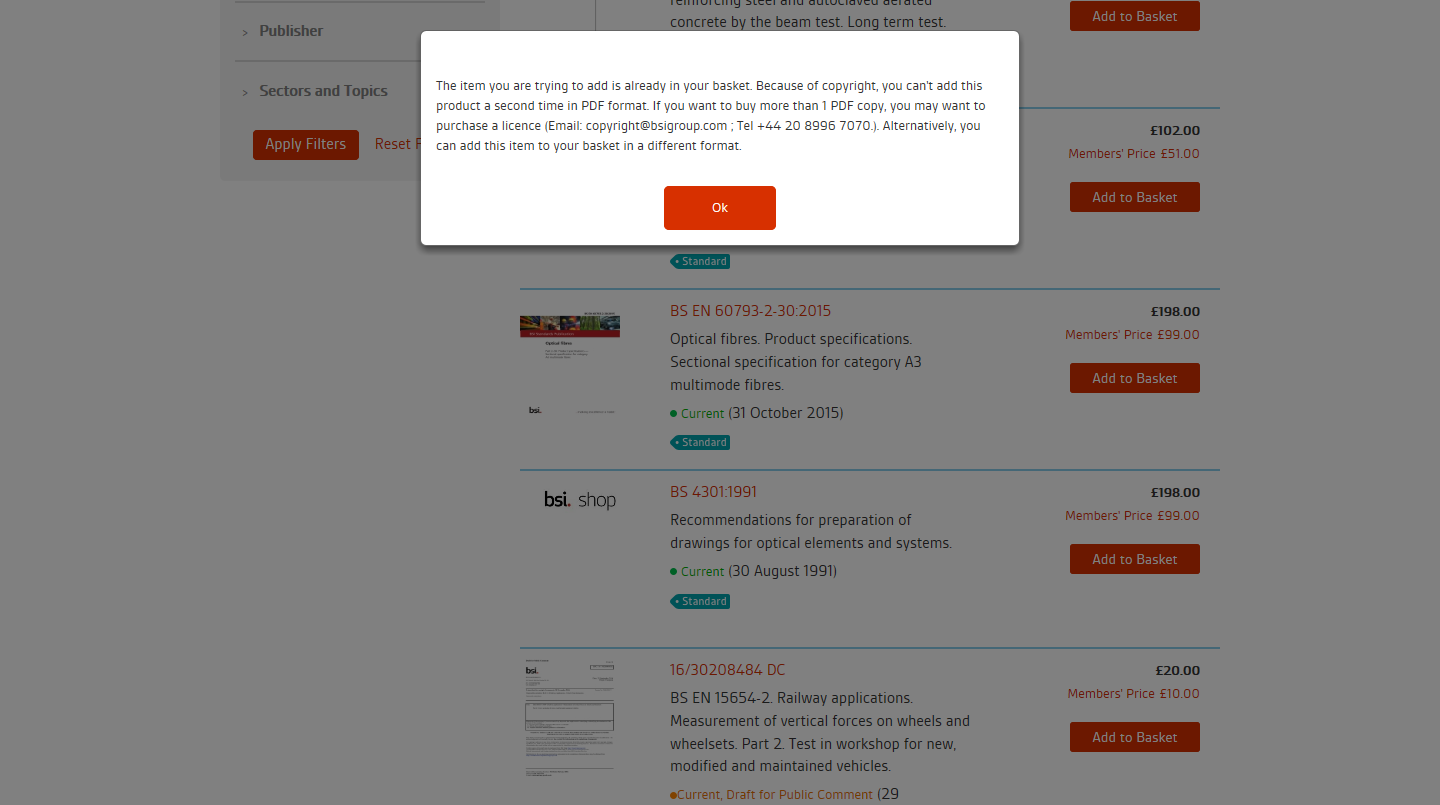 reinforcing steel and autoclaved aerated
concrete by the beam test. Long term test.
Add to Basket
> Publisher
> Sectors and Topics
Apply Filters
Reset F
The item you are trying to add is already in your basket. Because of copyright, you can't add this
product a second time in PDF format. If you want to buy more than 1 PDF copy, you may want to
purchase a licence (Email: copyright@bsigroup.com ; Tel +44 20 8996 7070.). Alternatively, you
can add this item to your basket in a different format.
Ok
£102.00
Members' Price £51.00
Add to Basket
Standard
BS EN 60793-2-30:2015
£198.00
Members' Price £99.00
Optical fibres. Product specifications.
Sectional specification for category A3
multimode fibres.
Add to Basket
Current (31 October 2015)
Standard
Optical fibres
bsi.
bsi. shop
BS 4301:1991
£198.00
Members' Price £99.00
Recommendations for preparation of
drawings for optical elements and systems.
Add to Basket
Current (30 August 1991)
Standard
bsi.
16/30208484 DC
£20.00
Members' Price £10.00
BS EN 15654-2. Railway applications.
Measurement of vertical forces on wheels and
wheelsets. Part 2. Test in workshop for new,
modified and maintained vehicles.
Add to Basket
Current, Draft for Public Comment (29